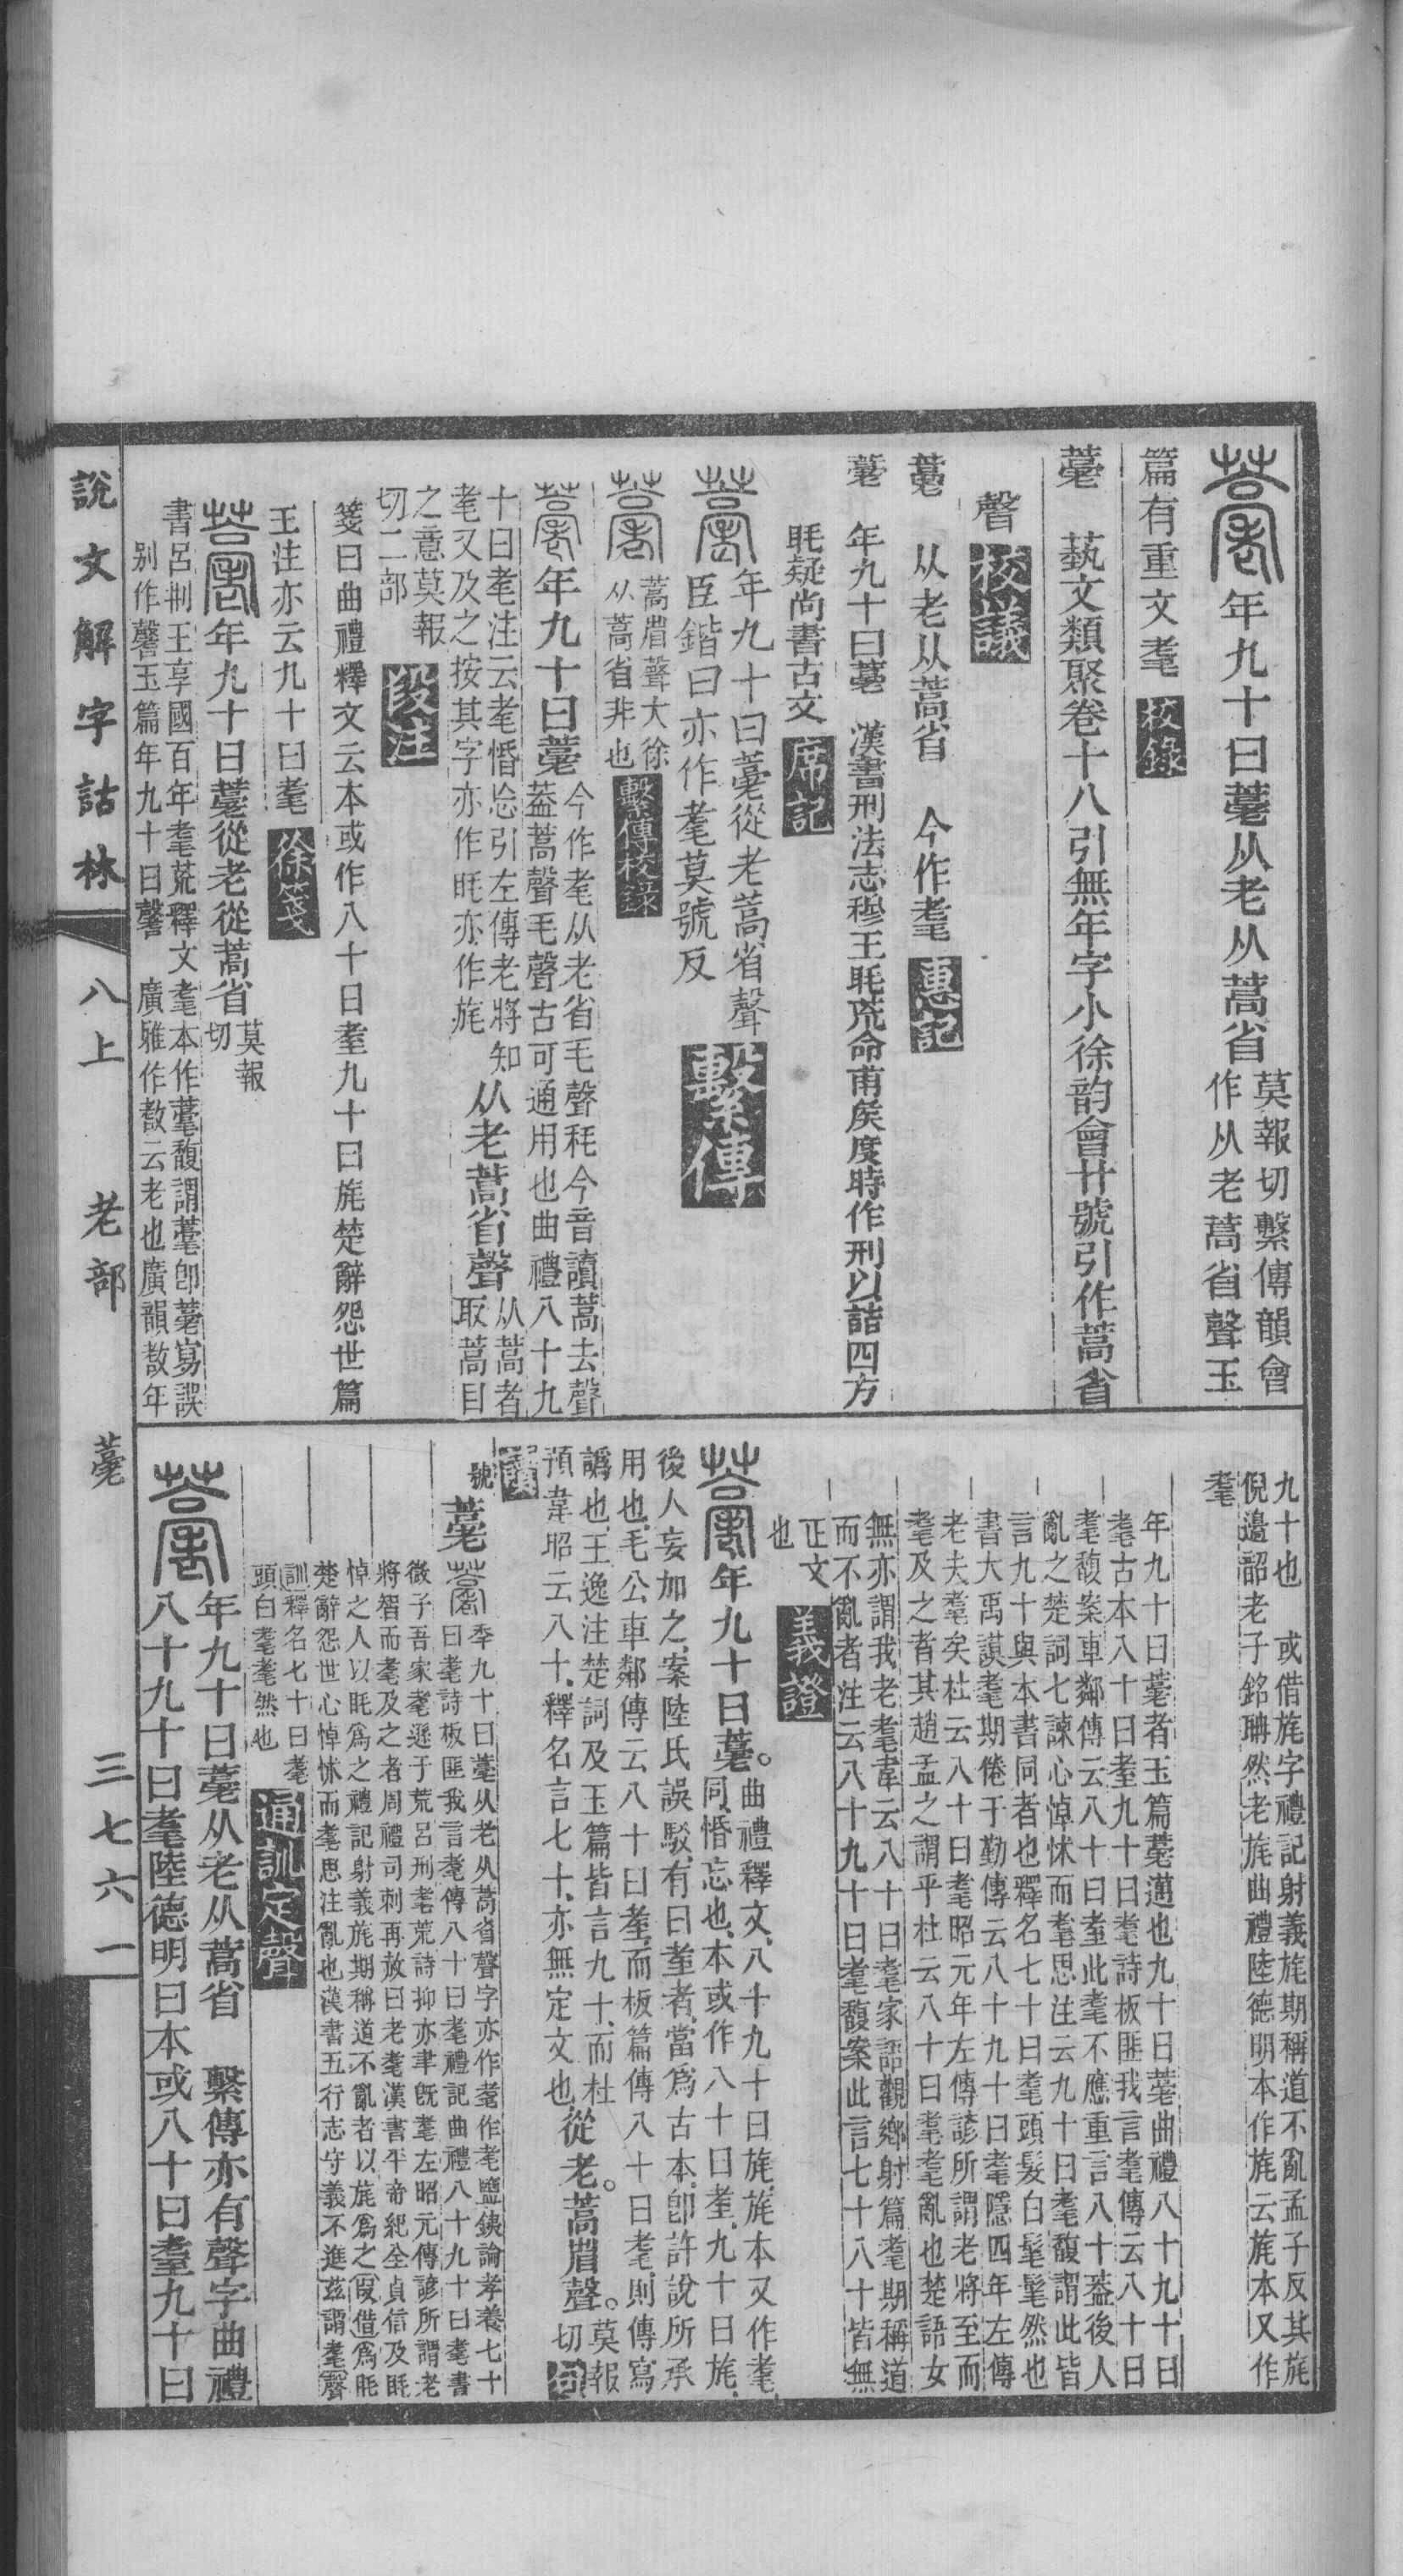 年九十曰薹从老从蒿省莫報切繫傳韻會作从老蒿省聲玉
篇有重文耄 校錄
薹 藝文類聚卷十八引無年字小徐韵會廿號引作蒿省
聲 校議
薹 从老从蒿省 今作耄 惠記
薹 年九十曰薹 漢書刑法志穆王眊荒命甫矦度時作刑以詰四方
眊疑尚書古文 席記
年九十曰薹從老蒿省聲
臣鍇曰亦作耄莫號反 繫傳
蒿省聲大徐从蒿省非也 繫傳校錄
年九十曰薹今作耄从老省毛聲秏今音讀蒿去聲
葢蒿聲毛聲古可通用也曲禮八十九
十曰耄注云耄惛忘引左傳老將知
耄又及之按其字亦作眊亦作旄 从老蒿省聲从蒿者取蒿目
之意莫報切二部 段注
箋曰曲禮釋文云本或作八十曰耋九十曰旄楚辭怨世篇
王注亦云九十曰耄 徐箋
年九十曰薹從老從蒿省莫報切
書呂刑王享國百年耄荒釋文耄本作薹馥謂薹卽薹寫誤
別作 玉篇年九十曰 廣雅作 云老也廣韻 年
九十也 或借旄字禮記射義旄期稱道不亂孟子反其旄
倪邊韶老子銘聃然老旄曲禮陸德明本作旄云旄本又作
耄
年九十曰薹者玉篇薹邁也九十曰薹曲禮八十九十曰
耄古本八十曰耋九十曰耄詩板匪我言耄傳云八十曰
耄馥案車鄰傳云八十曰耋此耄不應重言八十葢後人
亂之楚詞七諫心悼怵而耄思注云九十曰耄馥謂此皆
言九十與本書同者也釋名七十曰耄頭髮白耄耄然也
書大禹謨耄期倦于勤傳云八十九十曰耄隱四年左傳
老夫耄矣杜云八十曰耄昭元年左傳諺所謂老將至而
耄及之者其趙孟之謂乎杜云八十曰耄耄亂也楚語女
無亦謂我老耄韋云八十曰耄家語觀鄉射篇耄期稱道
而不亂者注云八十九十曰耄馥案此言七十八十皆無
正文也 義證
年九十曰薹。曲禮釋文、八十九十曰旄、旄本又作耄
同、惛忘也、本或作八十曰耋、九十曰旄、
後人妄加之、案陸氏誤駁、有曰耋者、當爲古本、卽許說所承
用也、毛公車鄰傳云八十曰耋、而板篇傳八十曰耄、則傳寫
譌也、王逸注楚詞及玉篇皆言九十、而杜
預韋昭云八十、釋名言七十、亦無定文也、從老。蒿省聲。莫報切 句讀
號 薹 年九十曰薹从老从蒿省聲字亦作耄作耄鹽鐵論孝養七十
曰耄詩板匪我言耄傳八十曰耄禮記曲禮八十九十曰耄書
微子吾家耄遜于荒呂刑耄荒詩抑亦聿旣耄左昭元傳諺所謂老
將智而耄及之者周禮司刺再赦曰老耄漢書平帝紀全貞信及眊
悼之人以眊爲之禮記射義旄期稱道不亂者以旄爲之叚借爲眊
楚辭怨世心悼怵而耄思注亂也漢書五行志守義不進茲謂耄聲
訓釋名七十曰耄頭白耄耄然也 通訓定聲
年九十曰薹从老从蒿省 繫傳亦有聲字曲禮
八十九十曰耄陸德明曰本或八十曰耋九十曰
說文解字詁林 八上 老部 薹 三七六一